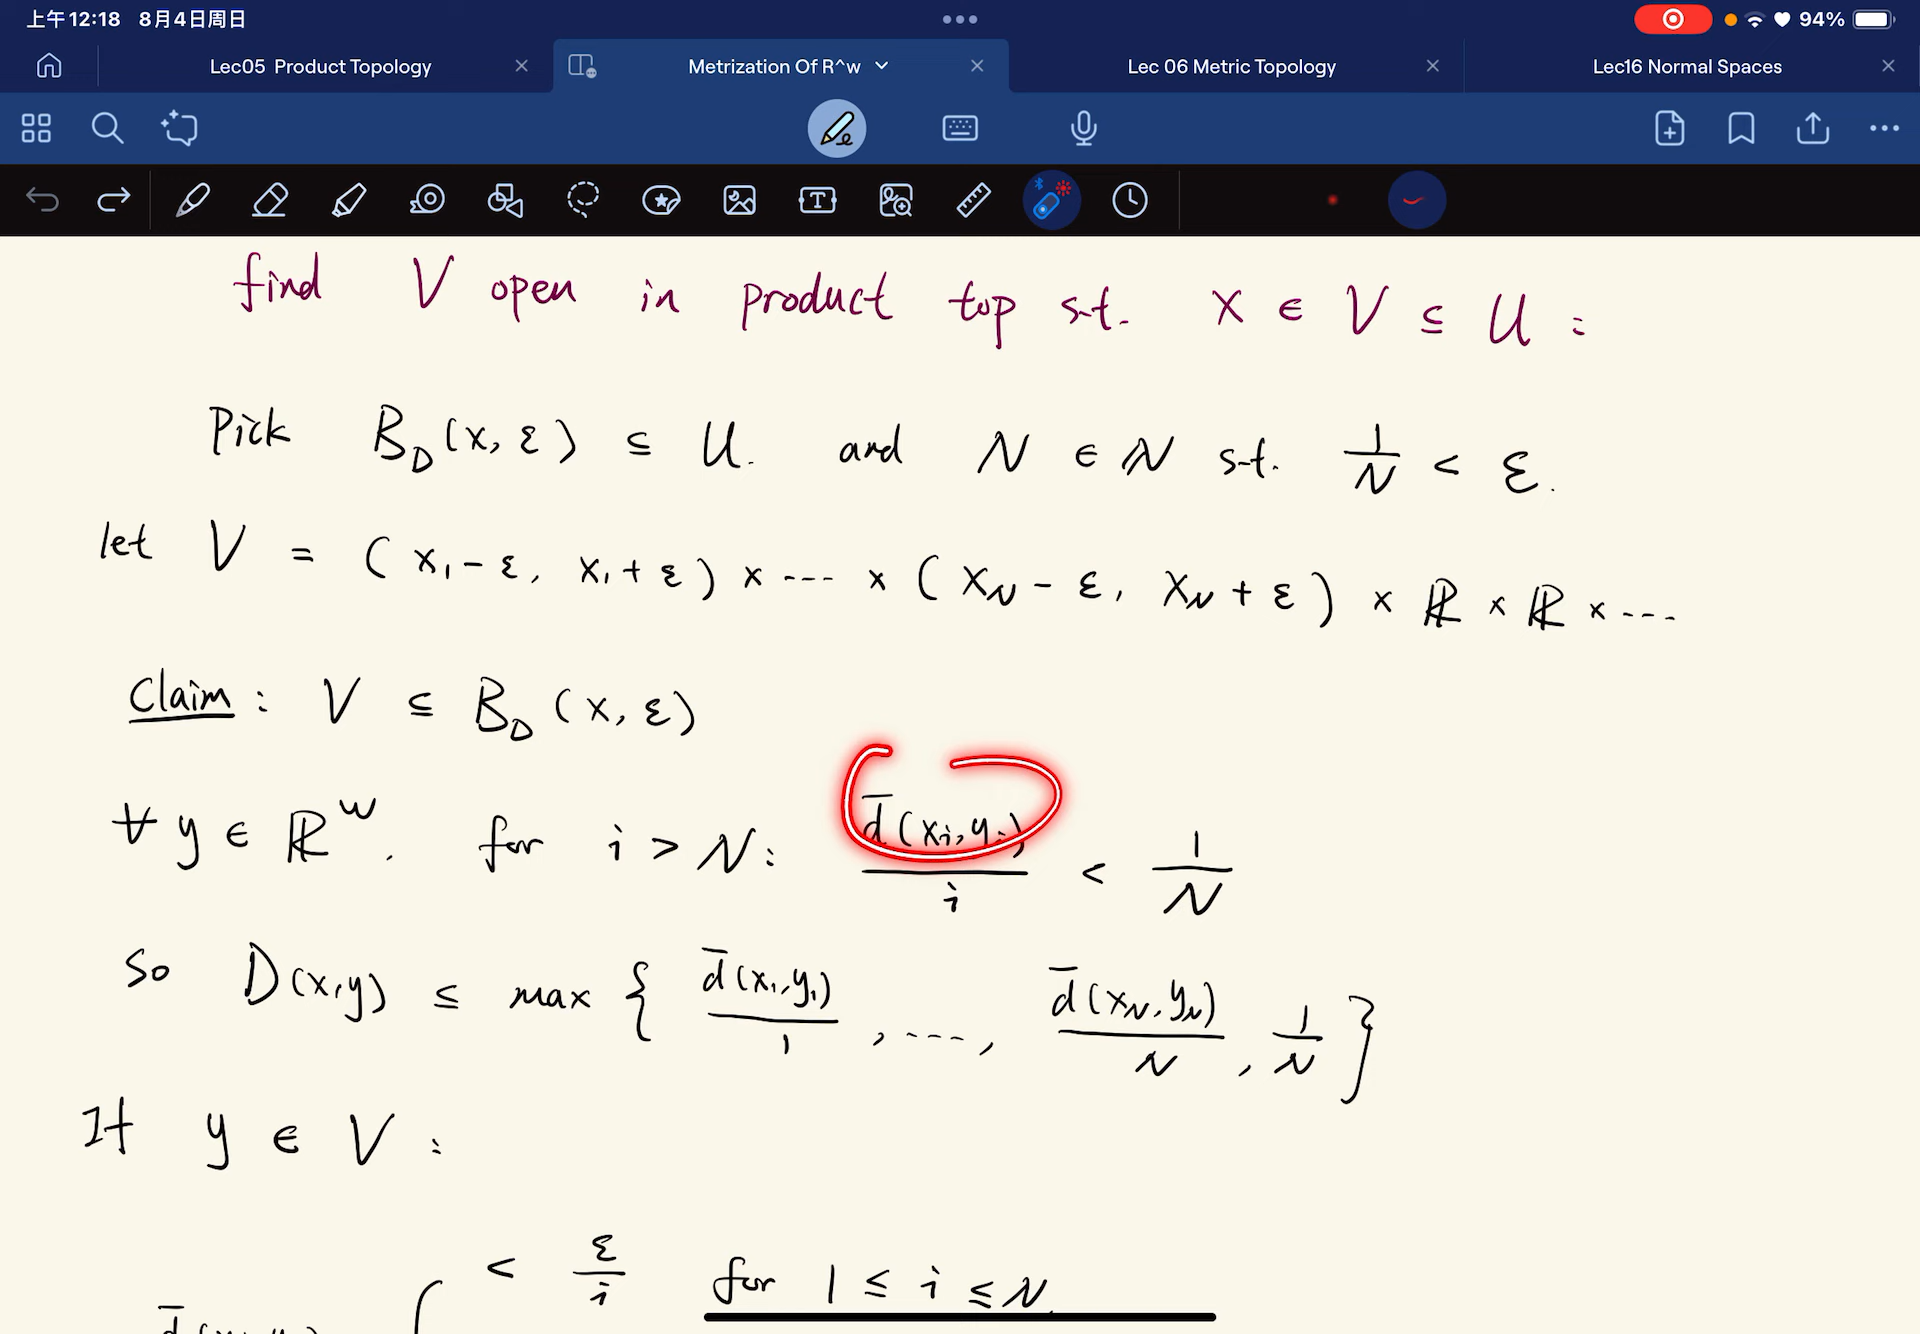 上午12:18 8月4日周日 94%
Lec05 Product Topology Metrization Of R^w Lec 06 Metric Topology Lec16 Normal Spaces
find V open in product top s.t. x ∈ V ⊆ U :
Pick B_D(x, ε) ⊆ U. and N ∈ ℕ s.t. 1/N < ε.
let V = (x₁-ε, x₁+ε) × --- × (x_N - ε, x_N + ε) × ℝ × ℝ × ---
Claim : V ⊆ B_D(x, ε)
∀ y ∈ ℝ^w. for i > N: d̄(x_i, y_i)/i < 1/N
So D(x,y) ≤ max { d̄(x₁,y₁)/1, ---, d̄(x_N, y_N)/N, 1/N }
If y ∈ V :
< ε/i for 1 ≤ i ≤ N